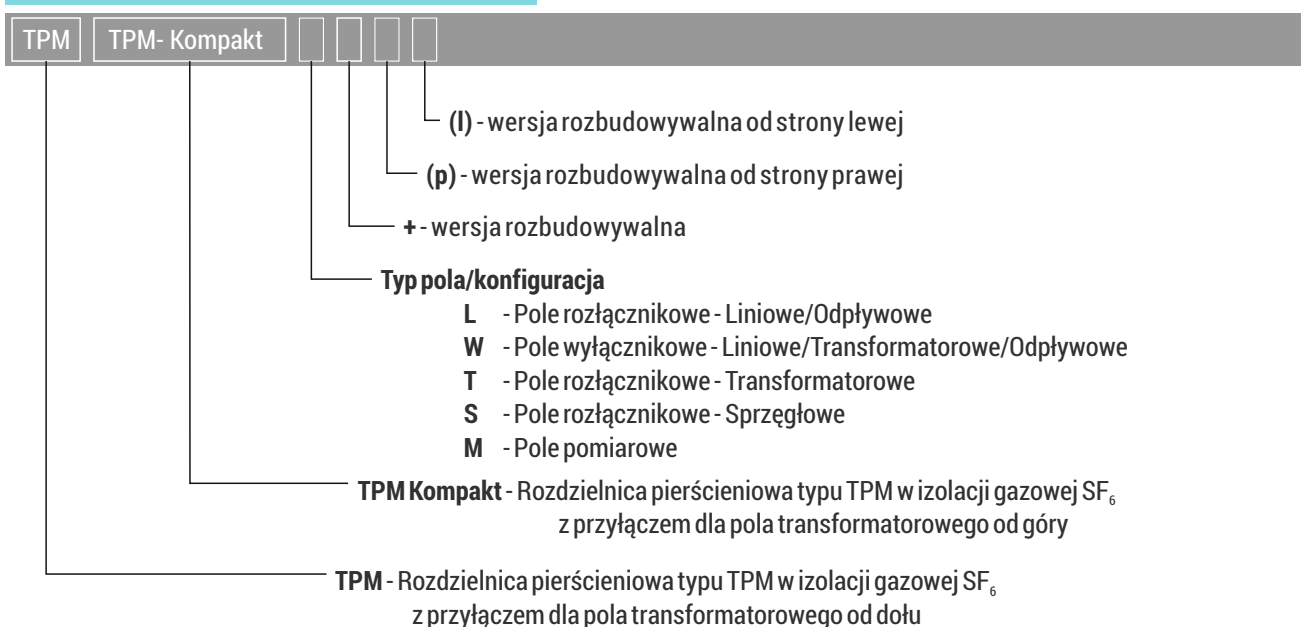 TPM TPM- Kompakt
(l) - wersja rozbudowywalna od strony lewej
(p) - wersja rozbudowywalna od strony prawej
+ - wersja rozbudowywalna
Typ pola/konfiguracja
L - Pole rozłącznikowe - Liniowe/Odpływowe
W - Pole wyłącznikowe - Liniowe/Transformatorowe/Odpływowe
T - Pole rozłącznikowe - Transformatorowe
S - Pole rozłącznikowe - Sprzęgłowe
M - Pole pomiarowe
TPM Kompakt - Rozdzielnica pierścieniowa typu TPM w izolacji gazowej SF₆
z przyłączem dla pola transformatorowego od góry
TPM - Rozdzielnica pierścieniowa typu TPM w izolacji gazowej SF₆
z przyłączem dla pola transformatorowego od dołu